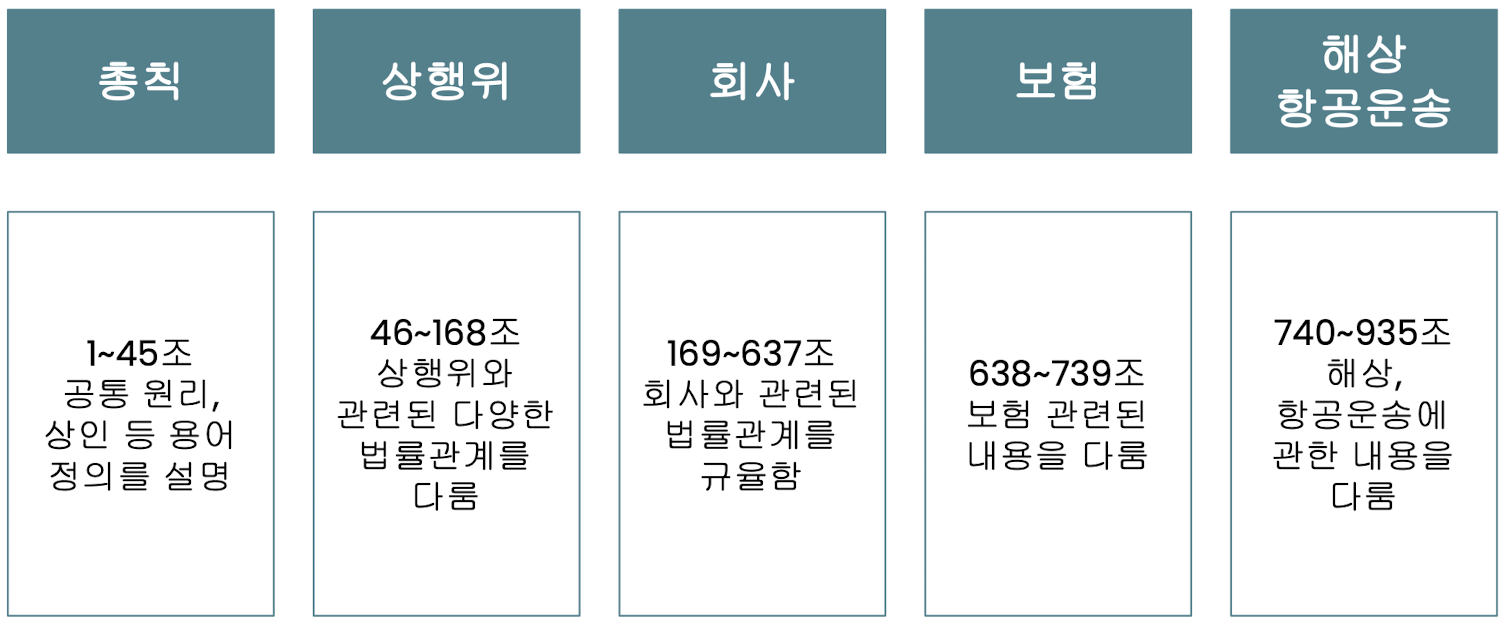 총칙
상행위
회사
보험
해상
항공운송
1~45조
공통 원리,
상인 등 용어
정의를 설명
46~168조
상행위와
관련된 다양한
법률관계를
다룸
169~637조
회사와 관련된
법률관계를
규율함
638~739조
보험 관련된
내용을 다룸
740~935조
해상,
항공운송에
관한 내용을
다룸